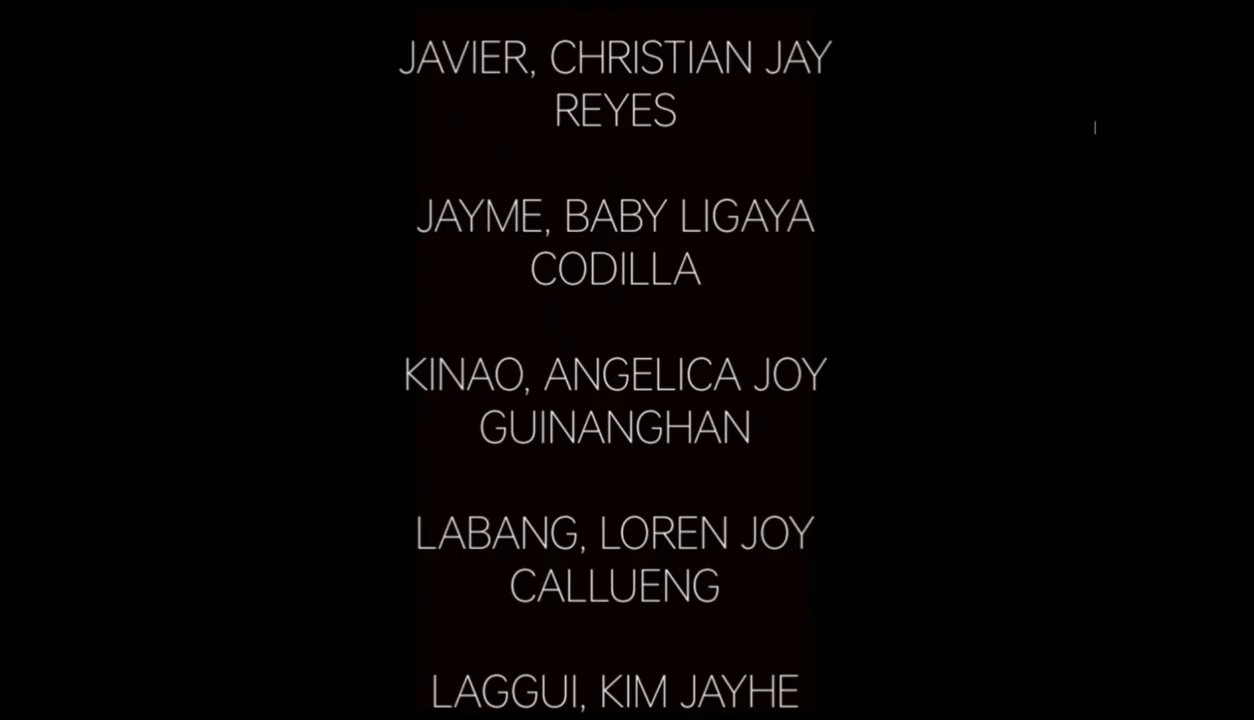 JAVIER, CHRISTIAN JAY
REYES
JAYME, BABY LIGAYA
CODILLA
KINAO, ANGELICA JOY
GUINANGHAN
LABANG, LOREN JOY
CALLUENG
LAGGUI, KIM JAYHE